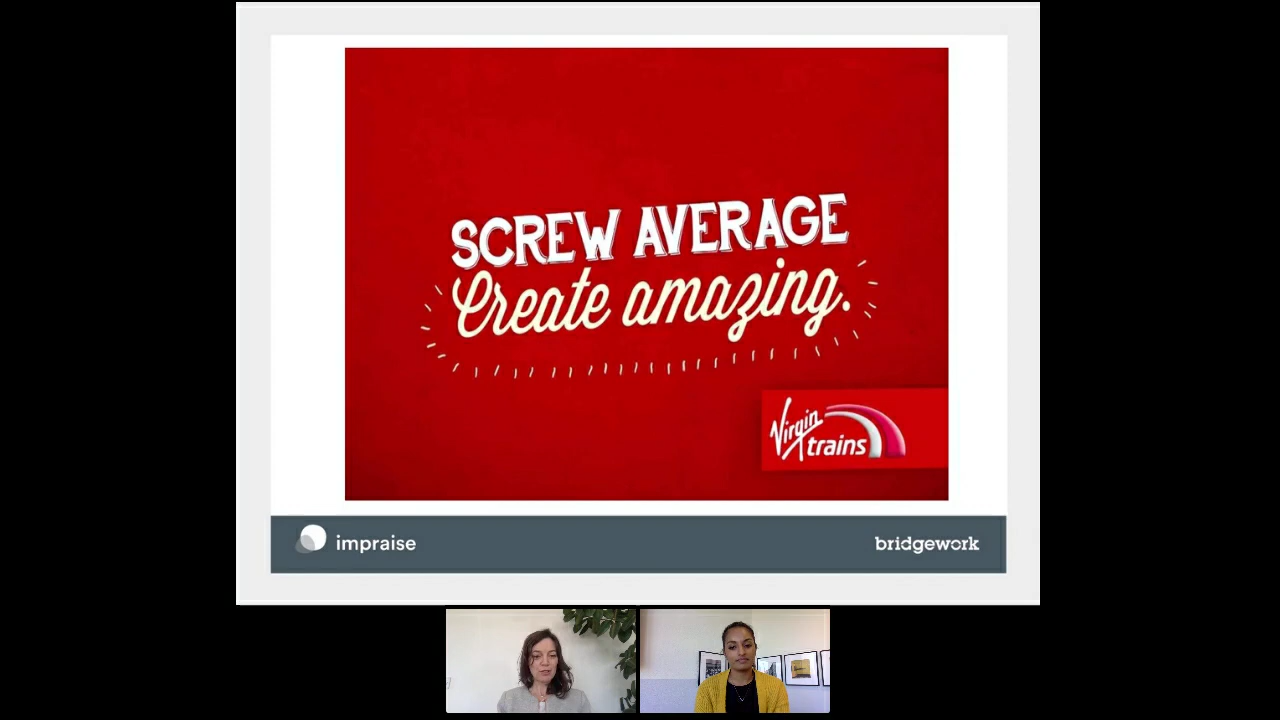 SCREW AVERAGE
Create amazing.
Virgin
trains
impraise
bridgework